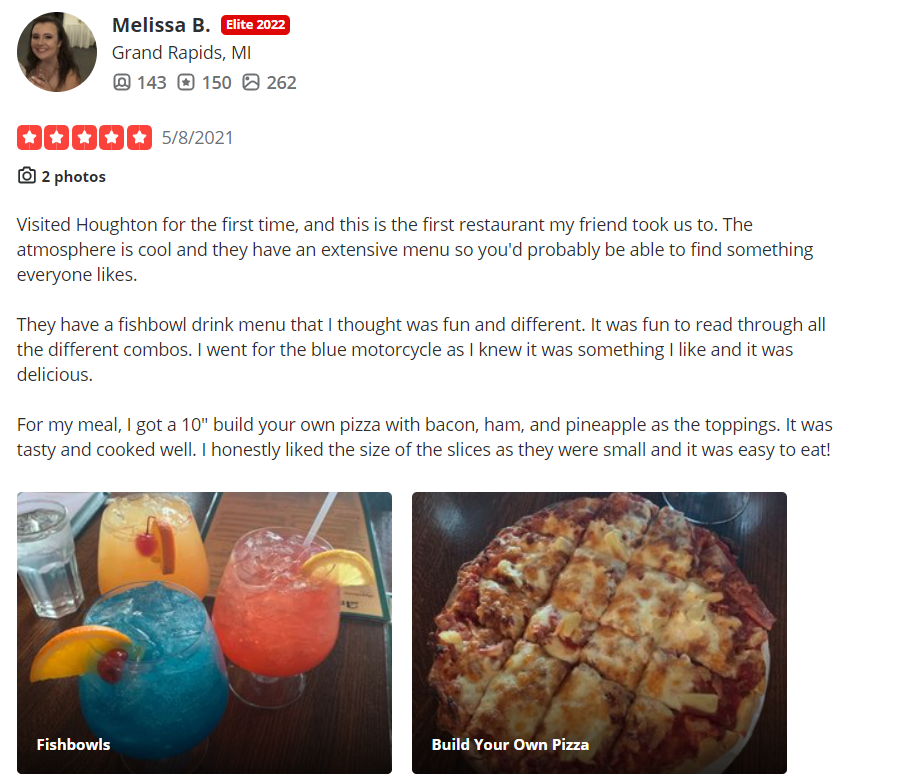 Melissa B. Elite 2022
Grand Rapids, MI
143 150 262
5/8/2021
2 photos
Visited Houghton for the first time, and this is the first restaurant my friend took us to. The
atmosphere is cool and they have an extensive menu so you'd probably be able to find something
everyone likes.
They have a fishbowl drink menu that I thought was fun and different. It was fun to read through all
the different combos. I went for the blue motorcycle as I knew it was something I like and it was
delicious.
For my meal, I got a 10" build your own pizza with bacon, ham, and pineapple as the toppings. It was
tasty and cooked well. I honestly liked the size of the slices as they were small and it was easy to eat!
Fishbowls
Build Your Own Pizza